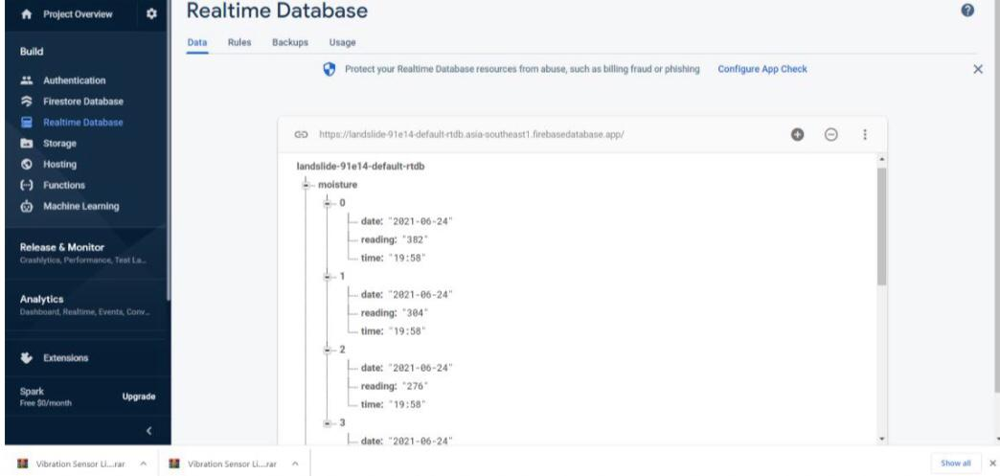 Project Overview
Realtime Database
Build
Authentication
Firestore Database
Realtime Database
Storage
Hosting
Functions
Machine Learning
Release & Monitor
Crashlytics, Performance, Test La...
Analytics
Dashboard, Realtime, Events, Conv...
Extensions
Spark
Free $0/month
Upgrade
Data Rules Backups Usage
Protect your Realtime Database resources from abuse, such as billing fraud or phishing Configure App Check
https://landslide-91e14-default-rtdb.asia-southeast1.firebasedatabase.app/
landslide-91e14-default-rtdb
moisture
0
date: "2021-06-24"
reading: "382"
time: "19:58"
1
date: "2021-06-24"
reading: "304"
time: "19:58"
2
date: "2021-06-24"
reading: "276"
time: "19:58"
3
date: "2021-06-24"
Vibration Sensor Li....rar Vibration Sensor Li....rar Show all